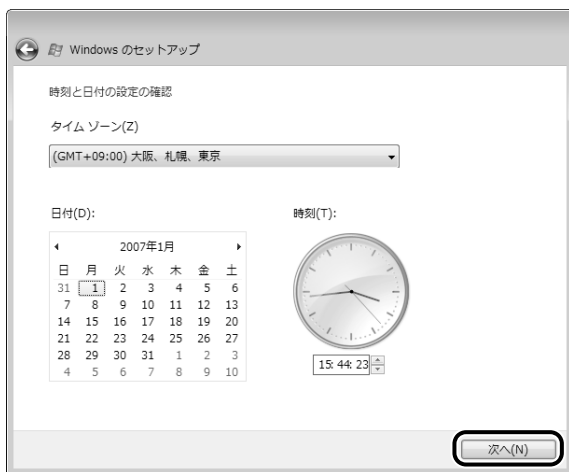 Windows のセットアップ
時刻と日付の設定の確認
タイム ゾーン(Z)
(GMT+09:00) 大阪、札幌、東京
日付(D):
2007年1月
日 月 火 水 木 金 土
31 1 2 3 4 5 6
7 8 9 10 11 12 13
14 15 16 17 18 19 20
21 22 23 24 25 26 27
28 29 30 31 1 2 3
4 5 6 7 8 9 10
時刻(T):
15:44:23
次へ(N)